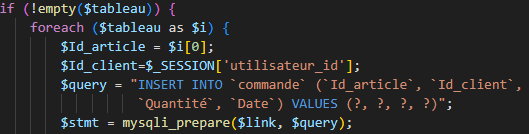 if (!empty($tableau)) {
foreach ($tableau as $i) {
$Id_article = $i[0];
$Id_client=$_SESSION['utilisateur_id'];
$query = "INSERT INTO `commande` (`Id_article`, `Id_client`,
`Quantité`, `Date`) VALUES (?, ?, ?, ?)";
$stmt = mysqli_prepare($link, $query);